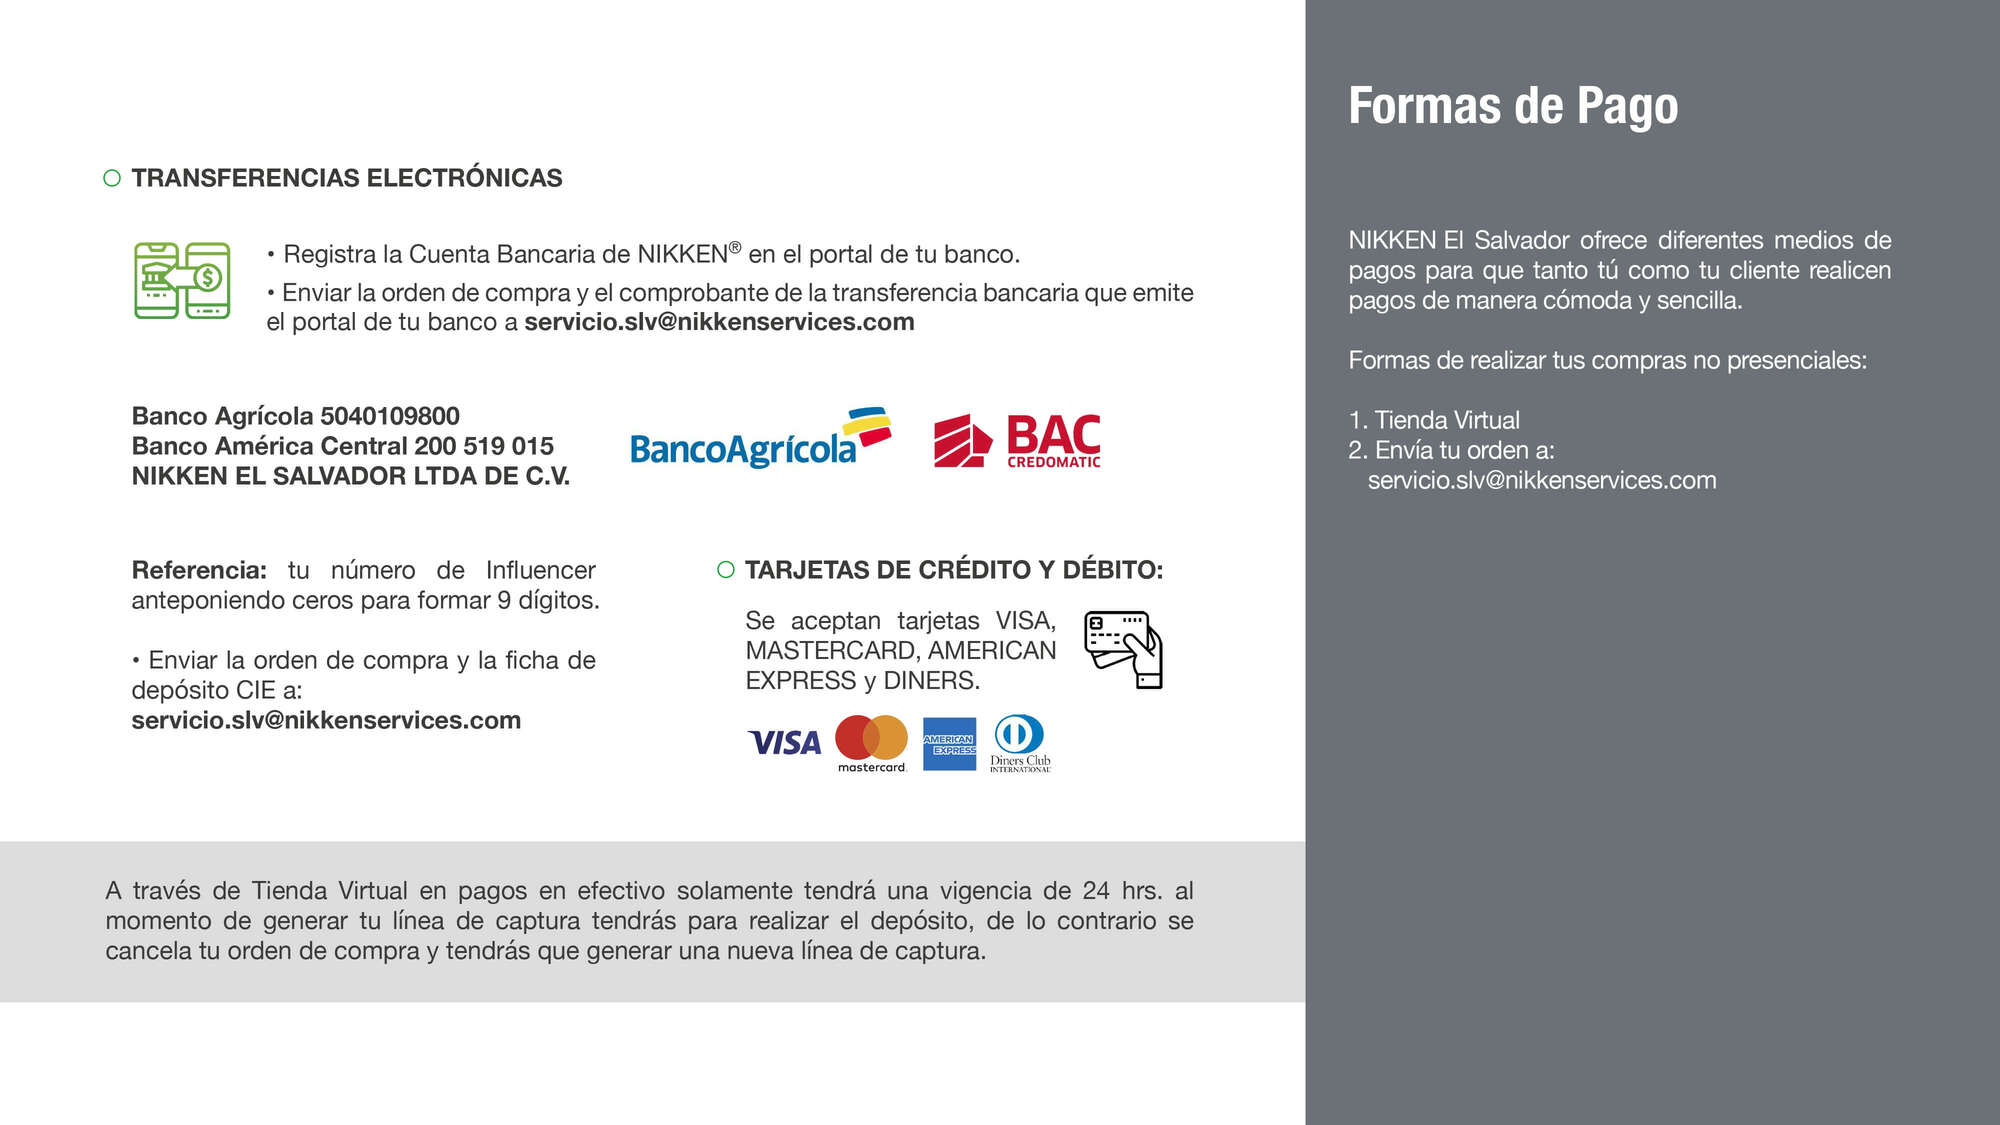 Formas de Pago
NIKKEN El Salvador ofrece diferentes medios de
pagos para que tanto tú como tu cliente realicen
pagos de manera cómoda y sencilla.
Formas de realizar tus compras no presenciales:
1. Tienda Virtual
2. Envía tu orden a:
servicio.slv@nikkenservices.com
TRANSFERENCIAS ELECTRÓNICAS
• Registra la Cuenta Bancaria de NIKKEN® en el portal de tu banco.
• Enviar la orden de compra y el comprobante de la transferencia bancaria que emite
el portal de tu banco a servicio.slv@nikkenservices.com
Banco Agrícola 5040109800
Banco América Central 200 519 015
NIKKEN EL SALVADOR LTDA DE C.V.
BancoAgrícola
BAC
CREDOMATIC
Referencia: tu número de Influencer
anteponiendo ceros para formar 9 dígitos.
• Enviar la orden de compra y la ficha de
depósito CIE a:
servicio.slv@nikkenservices.com
TARJETAS DE CRÉDITO Y DÉBITO:
Se aceptan tarjetas VISA,
MASTERCARD, AMERICAN
EXPRESS y DINERS.
VISA
mastercard.
AMERICAN
EXPRESS
Diners Club
INTERNATIONAL
A través de Tienda Virtual en pagos en efectivo solamente tendrá una vigencia de 24 hrs. al
momento de generar tu línea de captura tendrás para realizar el depósito, de lo contrario se
cancela tu orden de compra y tendrás que generar una nueva línea de captura.